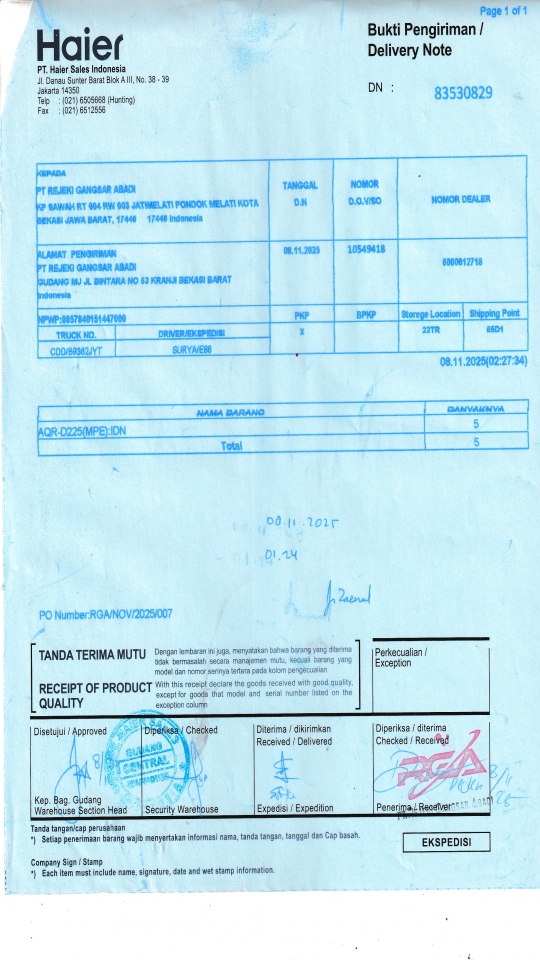 Page 1 of 1
Haier
Bukti Pengiriman /
Delivery Note
PT. Haier Sales Indonesia
Jl. Danau Sunter Barat Blok A III, No. 38 - 39
Jakarta 14350
Telp : (021) 6505668 (Hunting)
Fax : (021) 6512556
DN : 83530829
KEPADA
PT REJEKI GANGSAR ABADI
KP SAWAH RT 004 RW 003 JATIMELATI PONDOK MELATI KOTA
BEKASI JAWA BARAT, 17446 17446 Indonesia
TANGGAL
D.N
NOMOR
D.O.V/SO
NOMOR DEALER
ALAMAT PENGIRIMAN
PT REJEKI GANGSAR ABADI
GUDANG MU JL BINTARA NO 53 KRANJI BEKASI BARAT
Indonesia
08.11.2025
10549418
6000612718
PKP
BPKP
Storege Location
Shipping Point
TRUCK NO.
DRIVER/EKSPEDISI
X
22TR
65D1
SURYA/E86
08.11.2025(02:27:34)
NAMA BARANG
BANYAKNYA
AQR-D225(MPE):IDN
5
Total
5
08.11.2025
01.24
Zaenal
PO Number:RGA/NOV/2025/007
TANDA TERIMA MUTU
Dengan lembaran ini juga, menyatakan bahwa barang yang diterima
tidak bermasalah secara manajemen mutu, kecuali barang yang
model dan nomor serinya tertera pada kolom pengecualian
RECEIPT OF PRODUCT
QUALITY
With this receipt declare the goods received with good quality,
except for goods that model and serial number listed on the
exception column
Perkecualian /
Exception
Disetujui / Approved
Diperiksa / Checked
Diterima / dikirimkan
Received / Delivered
Diperiksa / diterima
Checked / Received
GUDANG
CENTRAL
RGA
8/11
Kep. Bag. Gudang
Warehouse Section Head
Security Warehouse
Expedisi / Expedition
Penerima / Receiver
Tanda tangan/cap perusahaan
*) Setiap penerimaan barang wajib menyertakan informasi nama, tanda tangan, tanggal dan Cap basah.
EKSPEDISI
Company Sign / Stamp
*) Each item must include name, signature, date and wet stamp information.